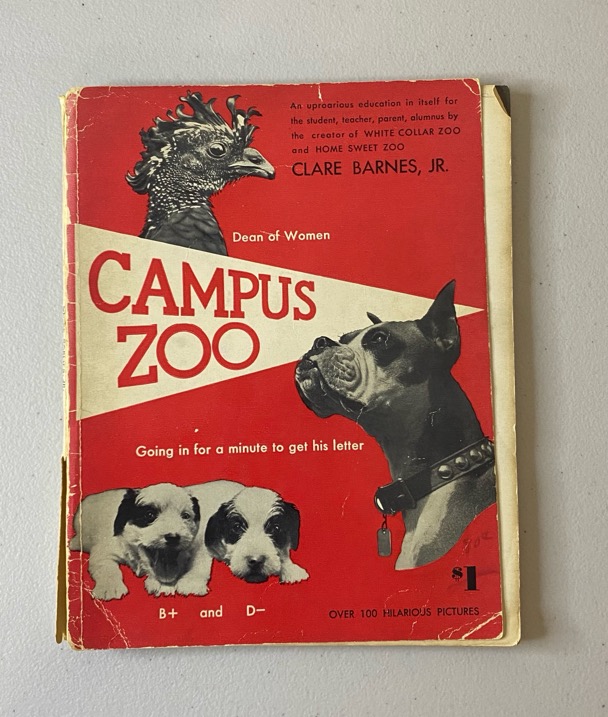 An uproarious education in itself for
the student, teacher, parent, alumnus by
the creator of WHITE COLLAR ZOO
and HOME SWEET ZOO
CLARE BARNES, JR.
Dean of Women
CAMPUS
ZOO
Going in for a minute to get his letter
B+ and D–
$1
OVER 100 HILARIOUS PICTURES